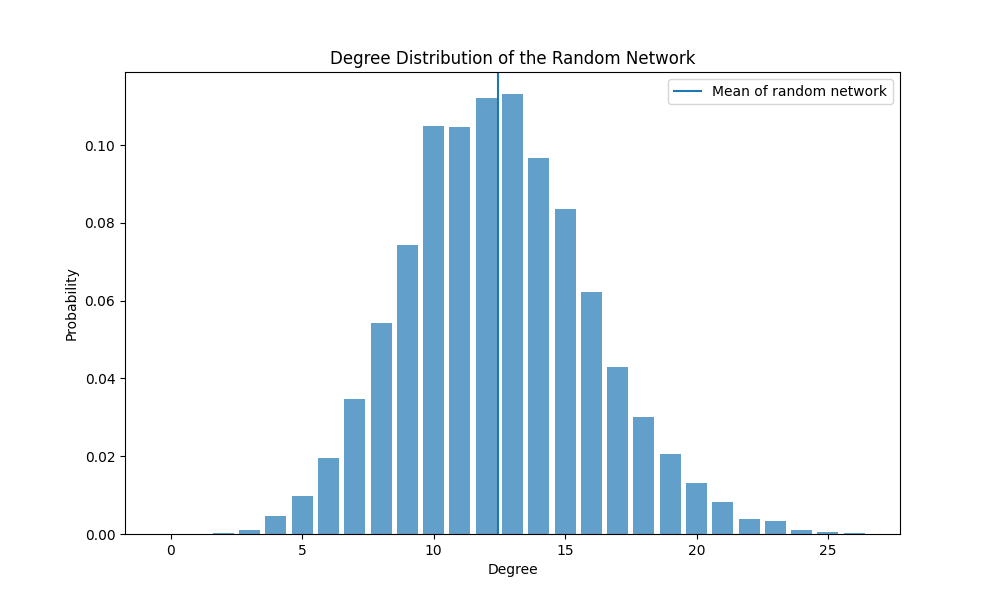 Degree Distribution of the Random Network
Mean of random network
0.10
0.08
0.06
0.04
0.02
0.00
Probability
0 5 10 15 20 25
Degree